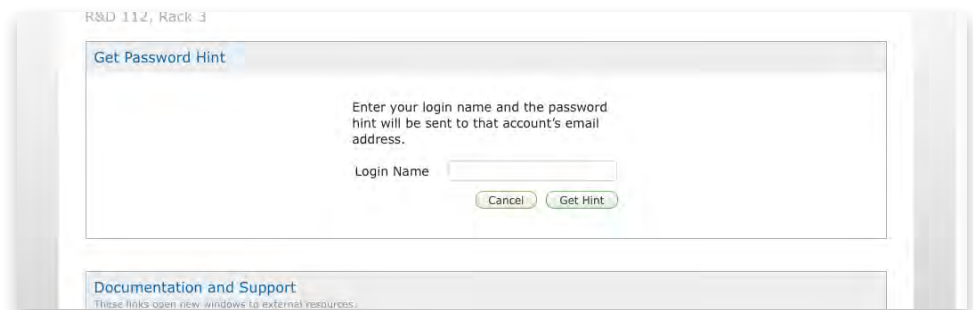 R&D 112, Rack 3
Get Password Hint
Enter your login name and the password
hint will be sent to that account's email
address.
Login Name
Cancel Get Hint
Documentation and Support
These links open new windows to external resources.